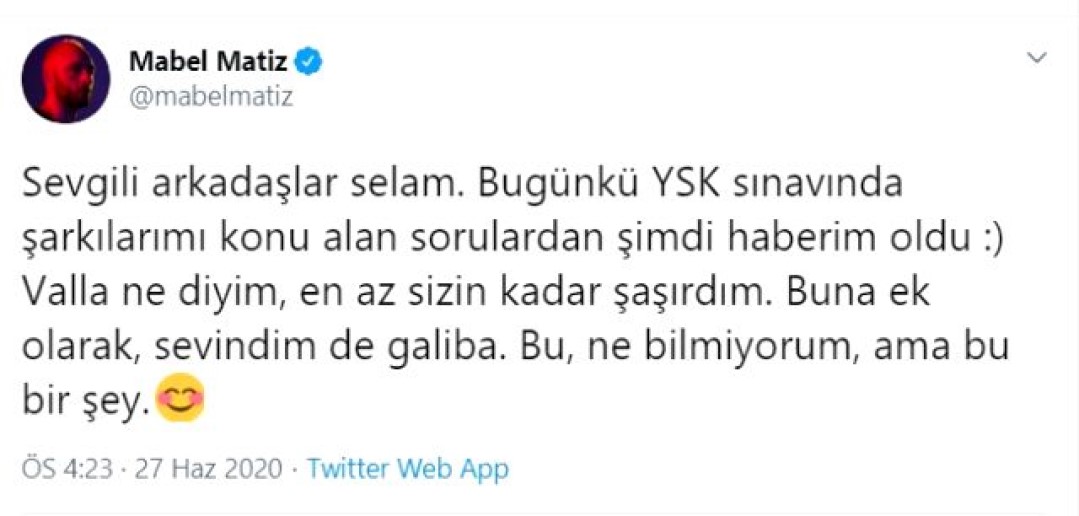 Mabel Matiz
@mabelmatiz
Sevgili arkadaşlar selam. Bugünkü YSK sınavında
şarkılarımı konu alan sorulardan şimdi haberim oldu :)
Valla ne diyim, en az sizin kadar şaşırdım. Buna ek
olarak, sevindim de galiba. Bu, ne bilmiyorum, ama bu
bir şey.😊
ÖS 4:23 · 27 Haz 2020 · Twitter Web App